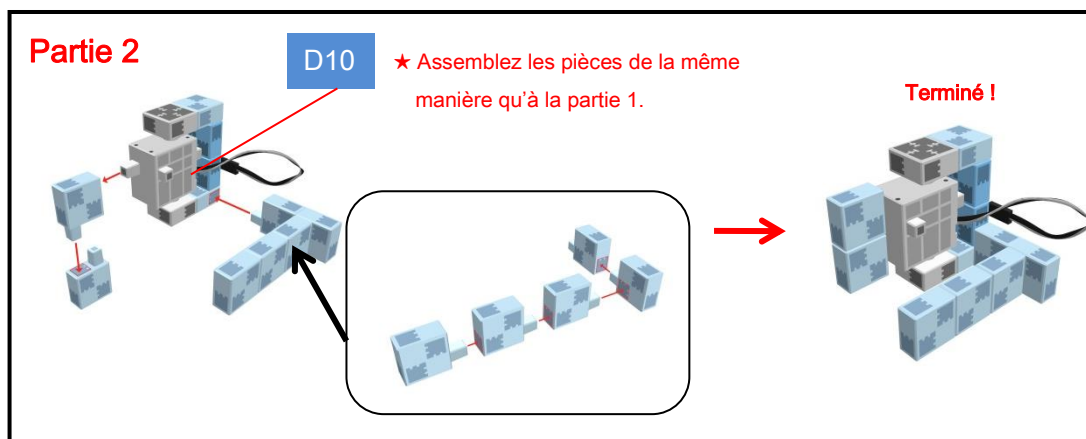 Partie 2
D10
★ Assemblez les pièces de la même
manière qu’à la partie 1.
Terminé !